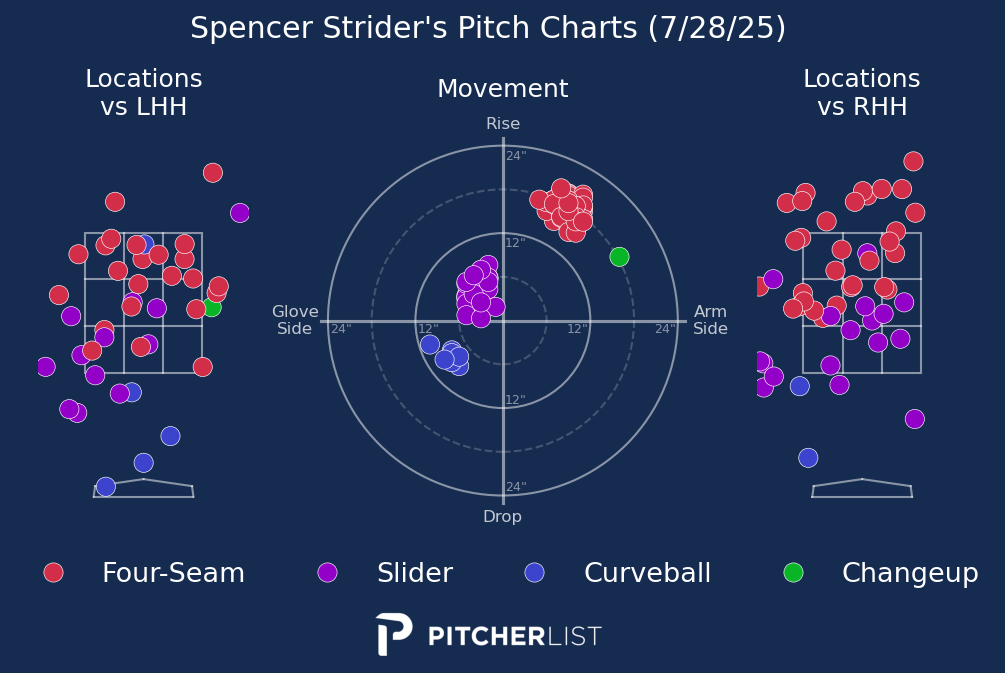 Spencer Strider's Pitch Charts (7/28/25)
Locations
vs LHH
Movement
Locations
vs RHH
Rise
24"
12"
Glove
Side
24"
12"
12"
24"
Arm
Side
12"
24"
Drop
Four-Seam
Slider
Curveball
Changeup
PITCHERLIST